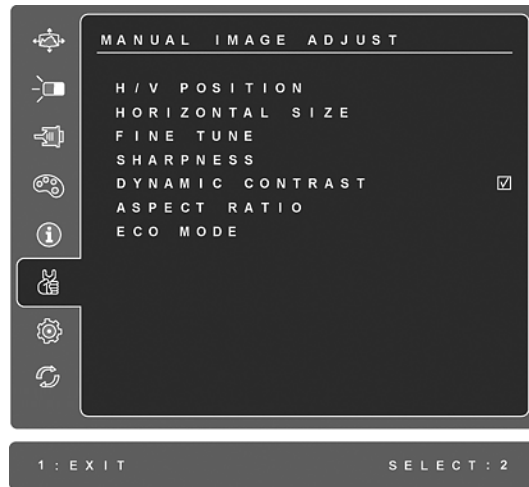 MANUAL IMAGE ADJUST
H/V POSITION
HORIZONTAL SIZE
FINE TUNE
SHARPNESS
DYNAMIC CONTRAST
ASPECT RATIO
ECO MODE
1:EXIT SELECT:2